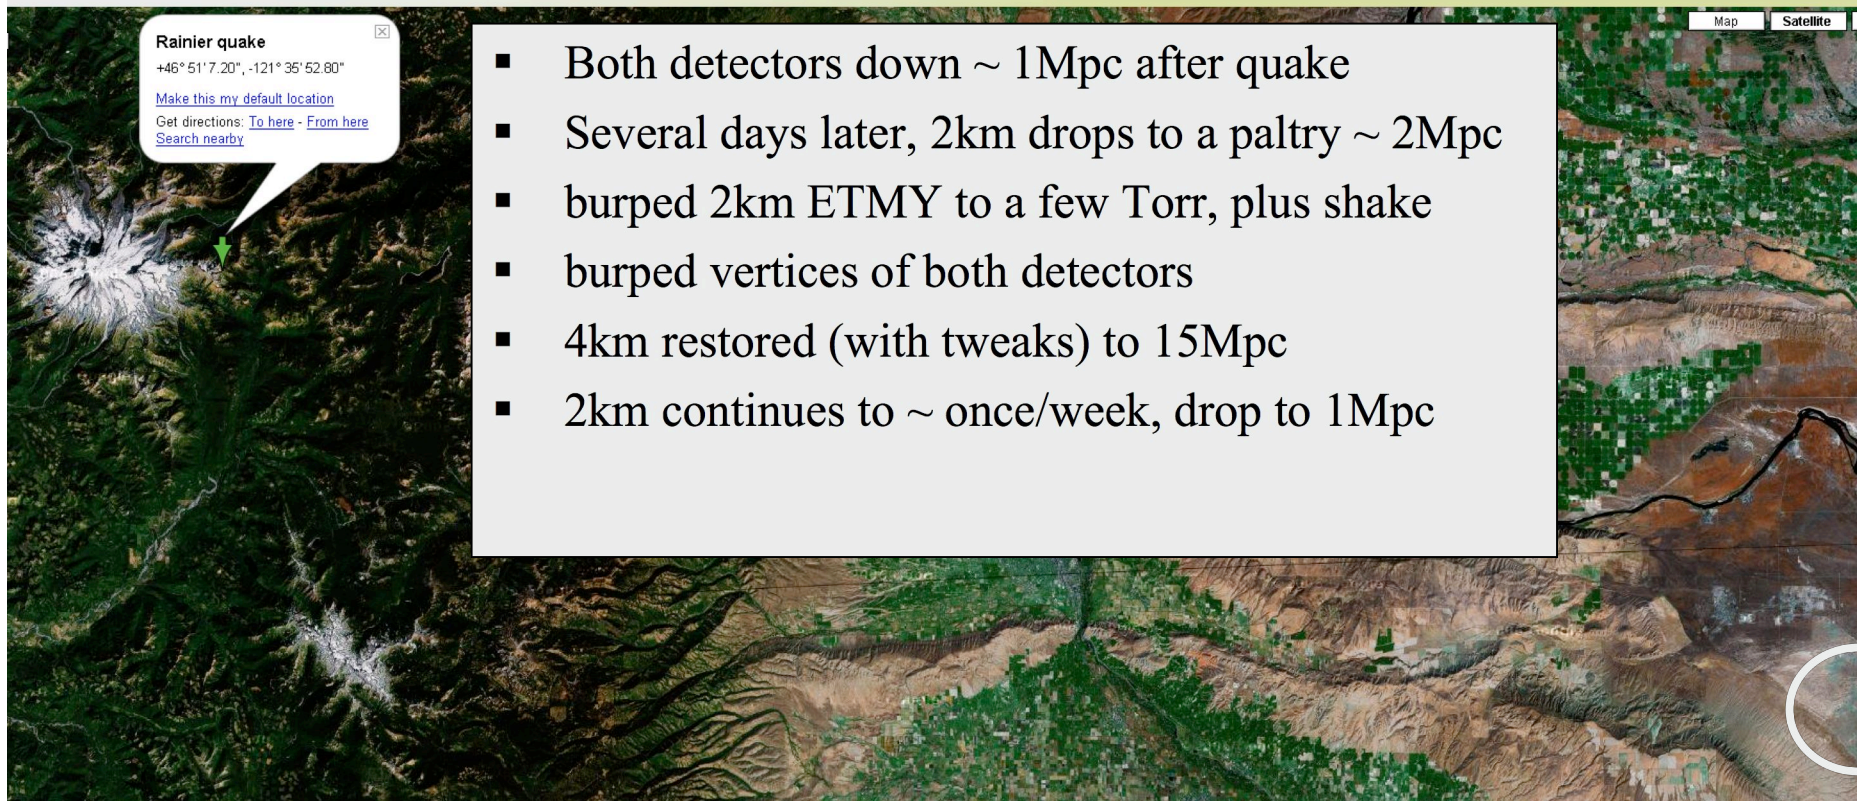 Rainier quake
+46° 51' 7.20", -121° 35' 52.80"
Make this my default location
Get directions: To here - From here
Search nearby
Map
Satellite
▪ Both detectors down ~ 1Mpc after quake
▪ Several days later, 2km drops to a paltry ~ 2Mpc
▪ burped 2km ETMY to a few Torr, plus shake
▪ burped vertices of both detectors
▪ 4km restored (with tweaks) to 15Mpc
▪ 2km continues to ~ once/week, drop to 1Mpc